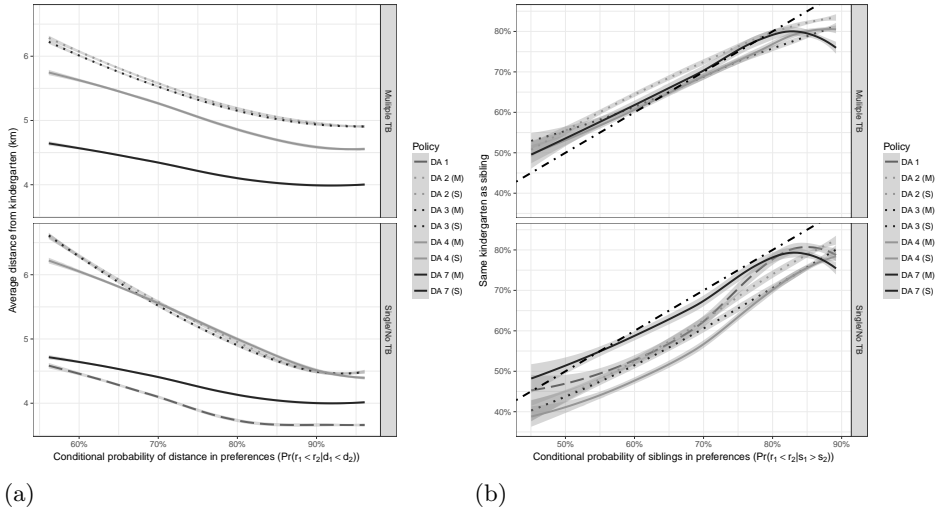 Average distance from kindergarten (km)
6
5
4
Muliple TB
6
5
4
Single/No TB
60%
70%
80%
90%
Conditional probability of distance in preferences (Pr(r₁ < r₂|d₁ < d₂))
Policy
DA 1
DA 2 (M)
DA 2 (S)
DA 3 (M)
DA 3 (S)
DA 4 (M)
DA 4 (S)
DA 7 (M)
DA 7 (S)
(a)
Same kindergarten as sibling
80%
70%
60%
50%
40%
Muliple TB
80%
70%
60%
50%
40%
Single/No TB
50%
60%
70%
80%
90%
Conditional probability of siblings in preferences (Pr(r₁ < r₂|s₁ > s₂))
Policy
DA 1
DA 2 (M)
DA 2 (S)
DA 3 (M)
DA 3 (S)
DA 4 (M)
DA 4 (S)
DA 7 (M)
DA 7 (S)
(b)